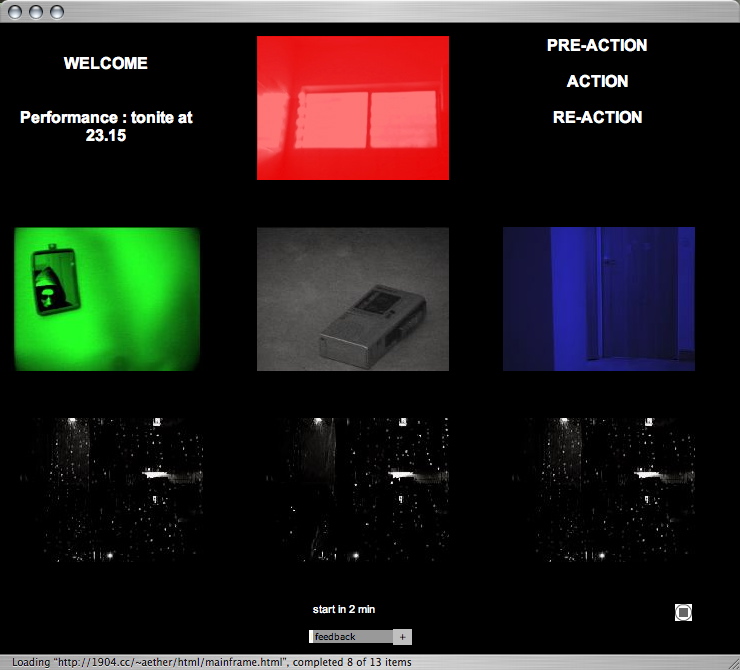 WELCOME
Performance : tonite at
23.15
PRE-ACTION
ACTION
RE-ACTION
start in 2 min
feedback
+
Loading "http://1904.cc/~aether/html/mainframe.html", completed 8 of 13 items